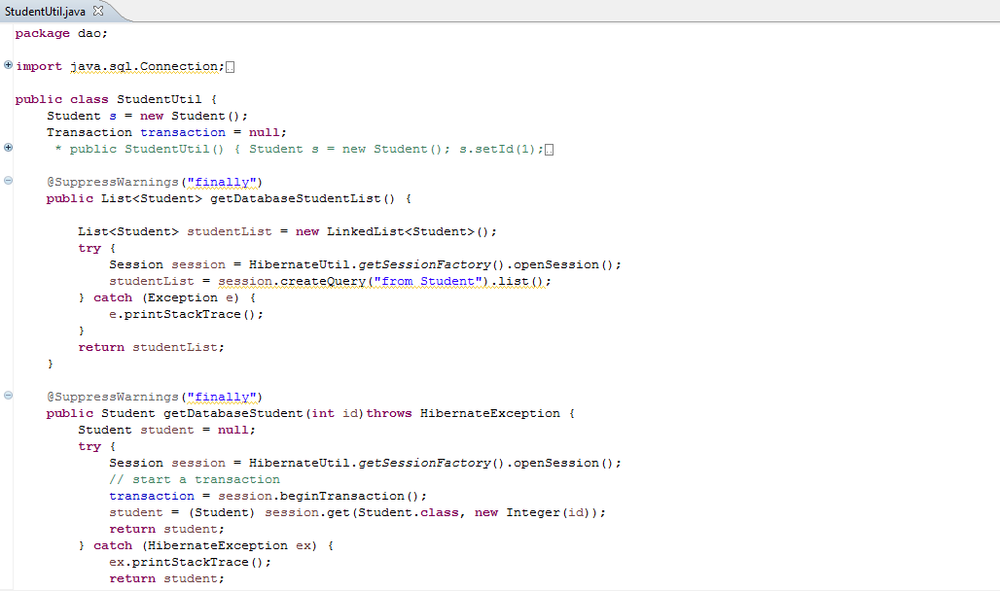 StudentUtil.java
package dao;
import java.sql.Connection;
public class StudentUtil {
    Student s = new Student();
    Transaction transaction = null;
     * public StudentUtil() { Student s = new Student(); s.setId(1);
    @SuppressWarnings("finally")
    public List<Student> getDatabaseStudentList() {
        List<Student> studentList = new LinkedList<Student>();
        try {
            Session session = HibernateUtil.getSessionFactory().openSession();
            studentList = session.createQuery("from Student").list();
        } catch (Exception e) {
            e.printStackTrace();
        }
        return studentList;
    }
    @SuppressWarnings("finally")
    public Student getDatabaseStudent(int id)throws HibernateException {
        Student student = null;
        try {
            Session session = HibernateUtil.getSessionFactory().openSession();
            // start a transaction
            transaction = session.beginTransaction();
            student = (Student) session.get(Student.class, new Integer(id));
            return student;
        } catch (HibernateException ex) {
            ex.printStackTrace();
            return student;